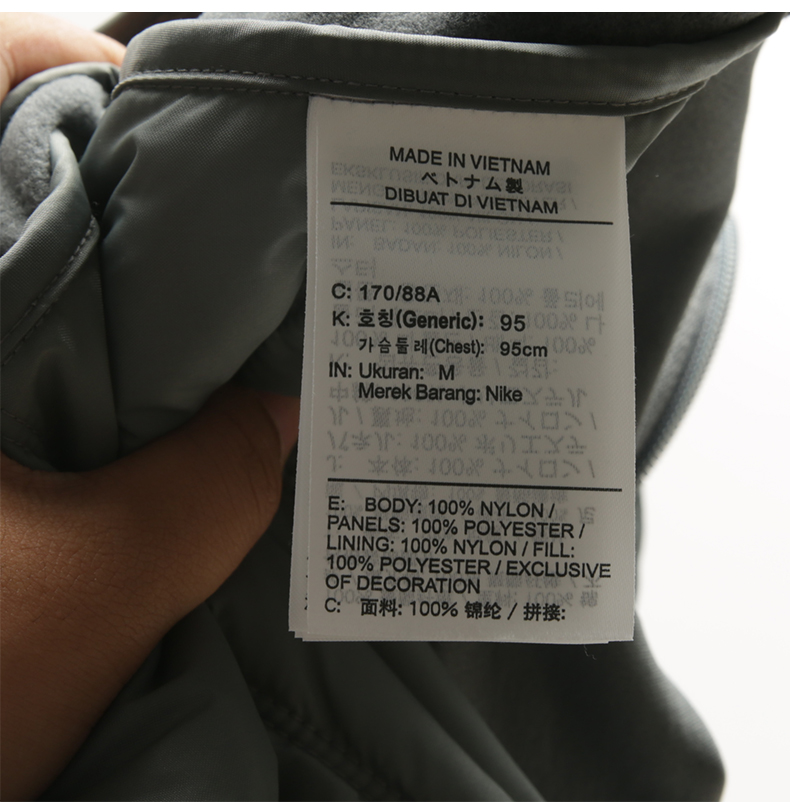 MADE IN VIETNAM
ベトナム製
DIBUAT DI VIETNAM
C: 170/88A
K: 호칭(Generic): 95
가슴둘레(Chest): 95cm
IN: Ukuran: M
Merek Barang: Nike
E: BODY: 100% NYLON /
PANELS: 100% POLYESTER /
LINING: 100% NYLON / FILL:
100% POLYESTER / EXCLUSIVE
OF DECORATION
C: 面料: 100% 锦纶 / 拼接: